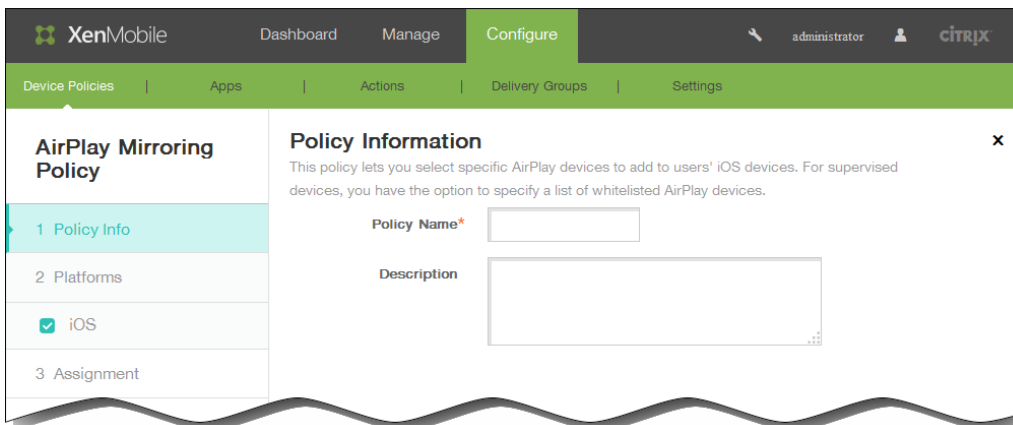 XenMobile Dashboard Manage Configure administrator CİTRIX
Device Policies | Apps | Actions | Delivery Groups | Settings
AirPlay Mirroring
Policy
1 Policy Info
2 Platforms
iOS
3 Assignment
Policy Information
This policy lets you select specific AirPlay devices to add to users' iOS devices. For supervised
devices, you have the option to specify a list of whitelisted AirPlay devices.
Policy Name*
Description